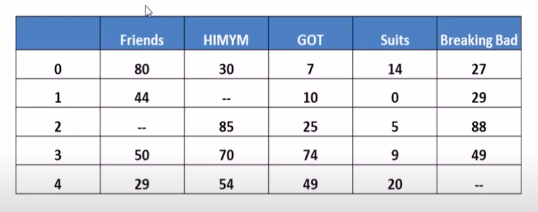 Friends HIMYM GOT Suits Breaking Bad
0 80 30 7 14 27
1 44 -- 10 0 29
2 -- 85 25 5 88
3 50 70 74 9 49
4 29 54 49 20 --